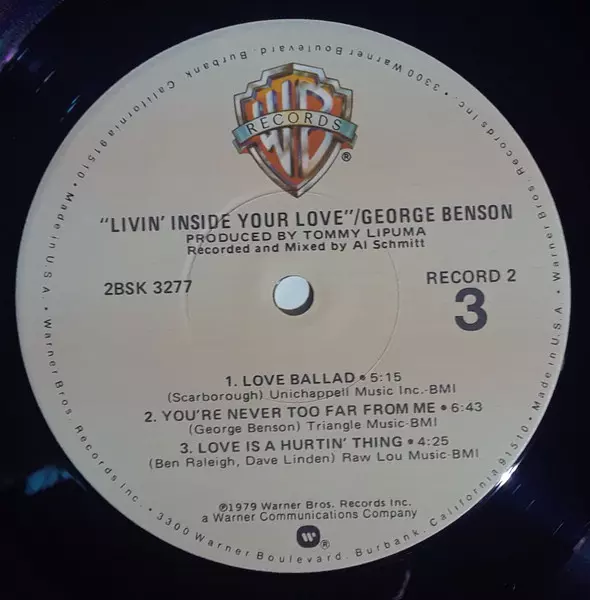 Made in U.S.A. • Warner Bros. Records Inc. • 3300 Warner Boulevard, Burbank, California 91510 • Made in U.S.A. • Warner Bros. Records Inc. • 3300 Warner Boulevard, Burbank, California 91510 •
WB
RECORDS
®
"LIVIN' INSIDE YOUR LOVE"/GEORGE BENSON
PRODUCED BY TOMMY LIPUMA
Recorded and Mixed by Al Schmitt
2BSK 3277
RECORD 2
3
1. LOVE BALLAD • 5:15
(Scarborough) Unichappell Music Inc.-BMI
2. YOU'RE NEVER TOO FAR FROM ME • 6:43
(George Benson) Triangle Music-BMI
3. LOVE IS A HURTIN' THING • 4:25
(Ben Raleigh, Dave Linden) Raw Lou Music-BMI
℗1979 Warner Bros. Records Inc.
a Warner Communications Company
®